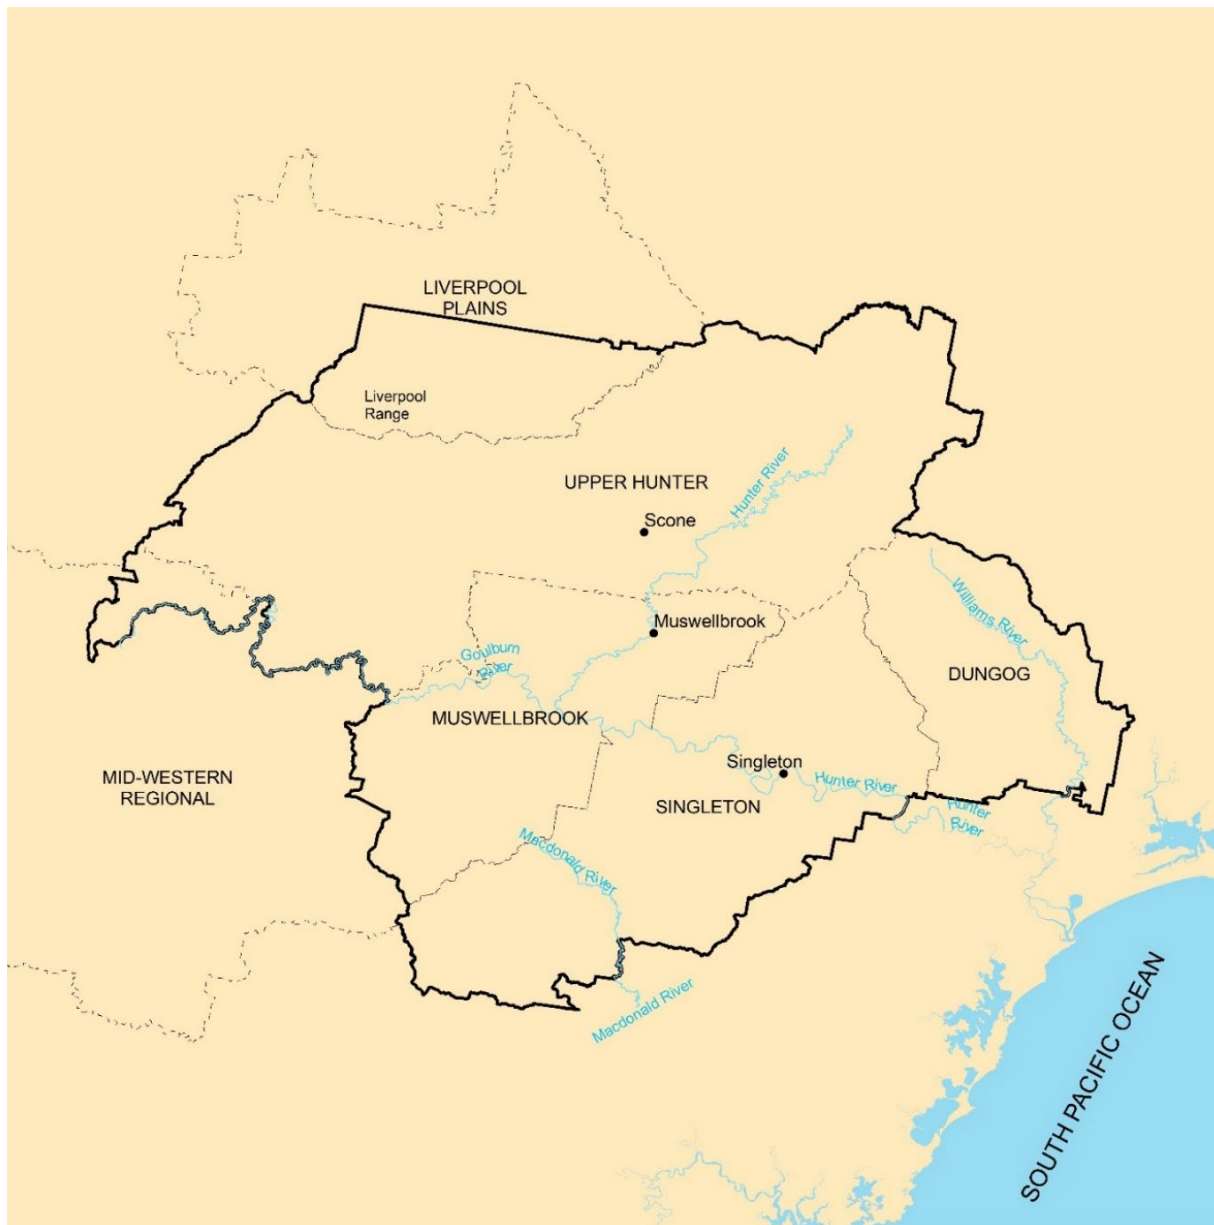 LIVERPOOL
PLAINS
Liverpool
Range
Hunter River
UPPER HUNTER
Scone
Williams River
Muswellbrook
Goulburn
River
DUNGOG
MUSWELLBROOK
Singleton
MID-WESTERN
REGIONAL
Hunter River
SINGLETON
Hunter
River
Macdonald River
Macdonald River
SOUTH PACIFIC OCEAN